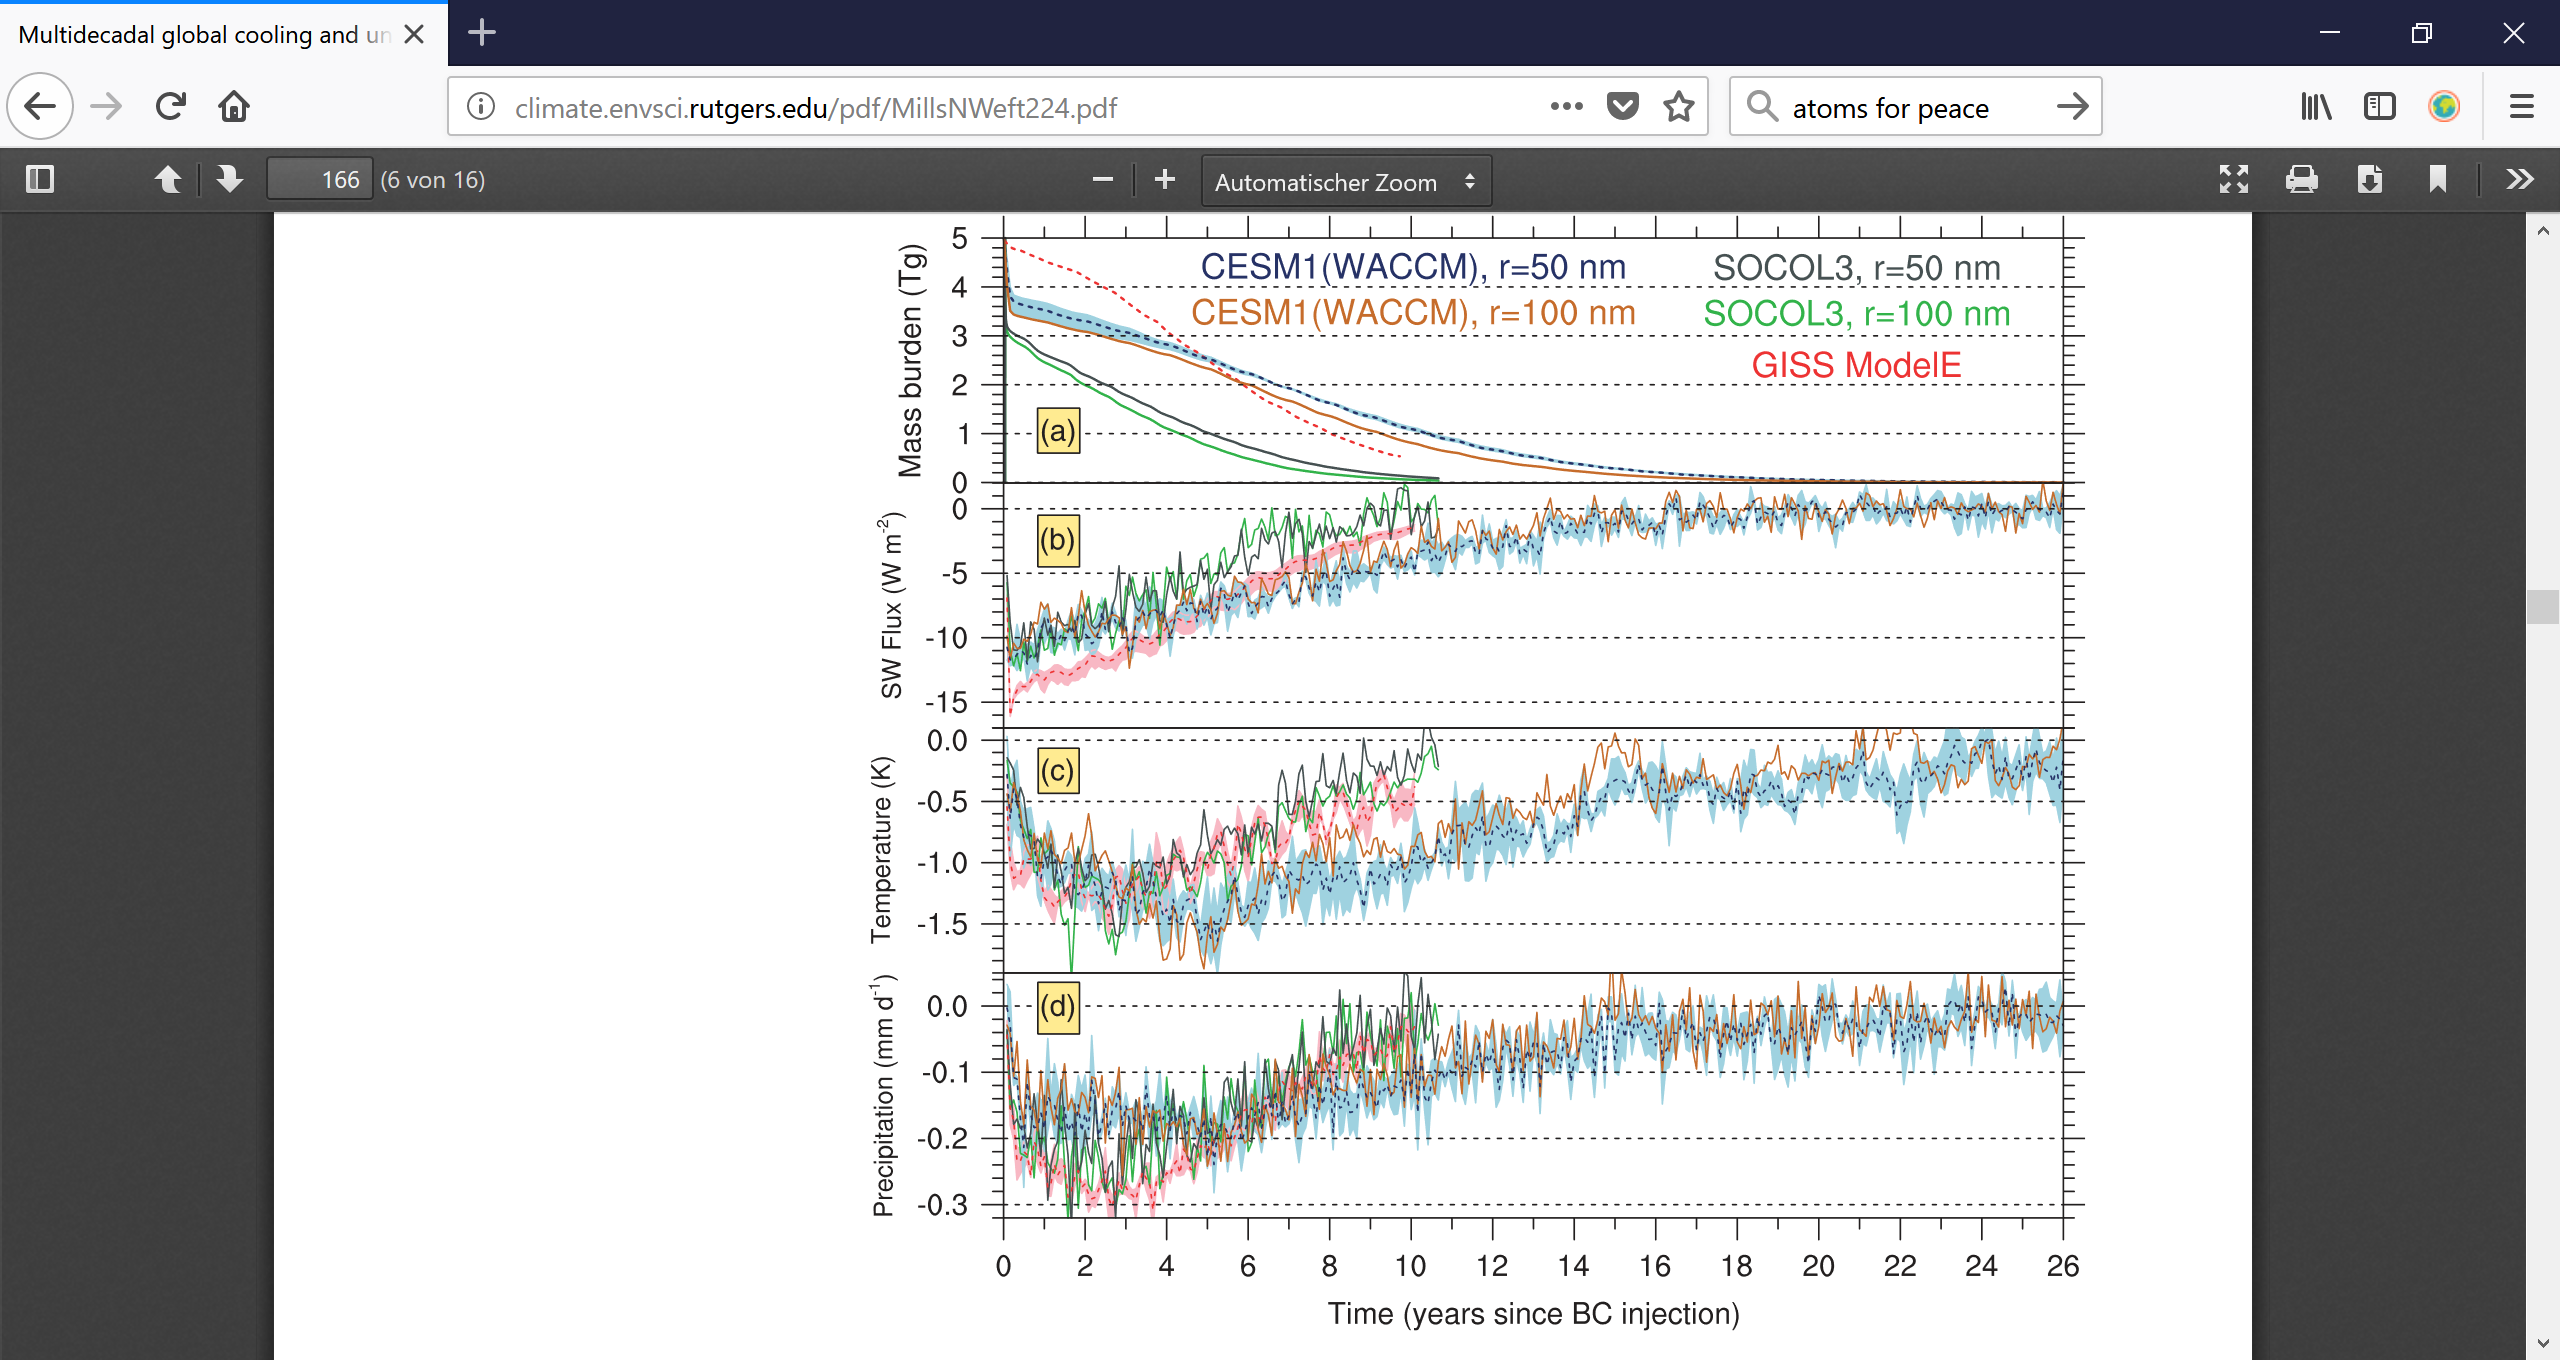 Multidecadal global cooling and un
climate.envsci.rutgers.edu/pdf/MillsNWeft224.pdf
atoms for peace
166 (6 von 16)
Automatischer Zoom
CESM1(WACCM), r=50 nm
SOCOL3, r=50 nm
CESM1(WACCM), r=100 nm
SOCOL3, r=100 nm
GISS ModelE
Mass burden (Tg)
5
4
3
2
1
0
(a)
SW Flux (W m-2)
0
-5
-10
-15
(b)
Temperature (K)
0.0
-0.5
-1.0
-1.5
(c)
Precipitation (mm d-1)
0.0
-0.1
-0.2
-0.3
(d)
0 2 4 6 8 10 12 14 16 18 20 22 24 26
Time (years since BC injection)